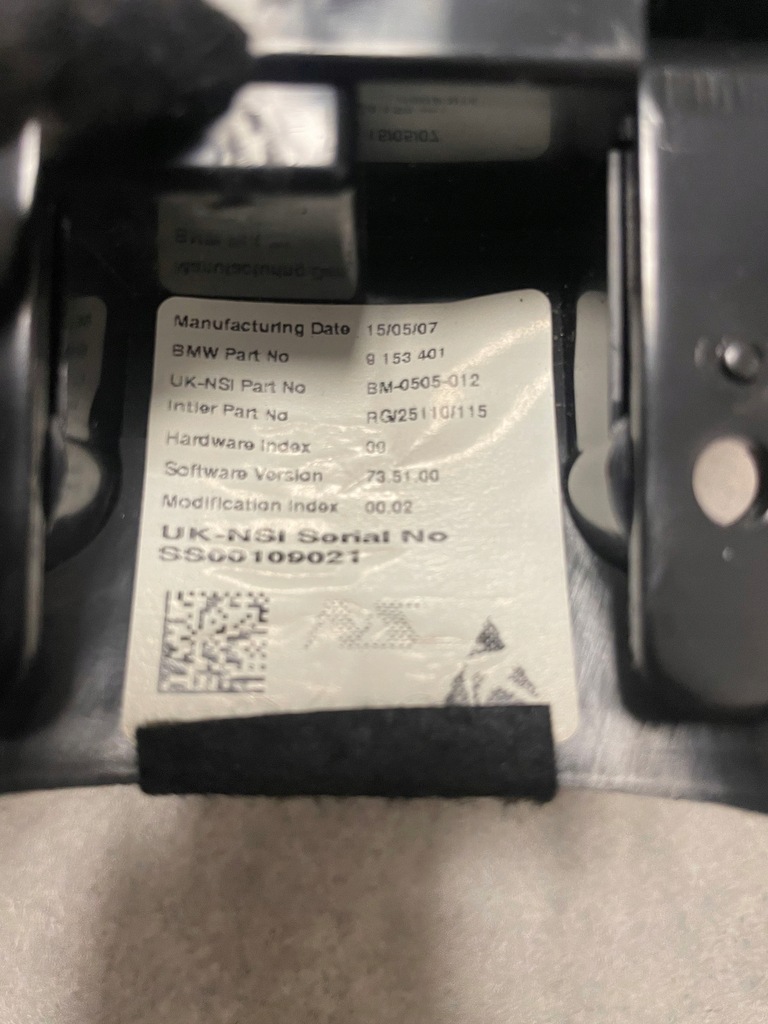 Manufacturing Date 15/05/07
BMW Part No 9 153 401
UK-NSI Part No BM-0505-012
Intier Part No RG/25110/115
Hardware Index 00
Software Version 73.51.00
Modification Index 00.02
UK-NSI Serial No
SS00109021